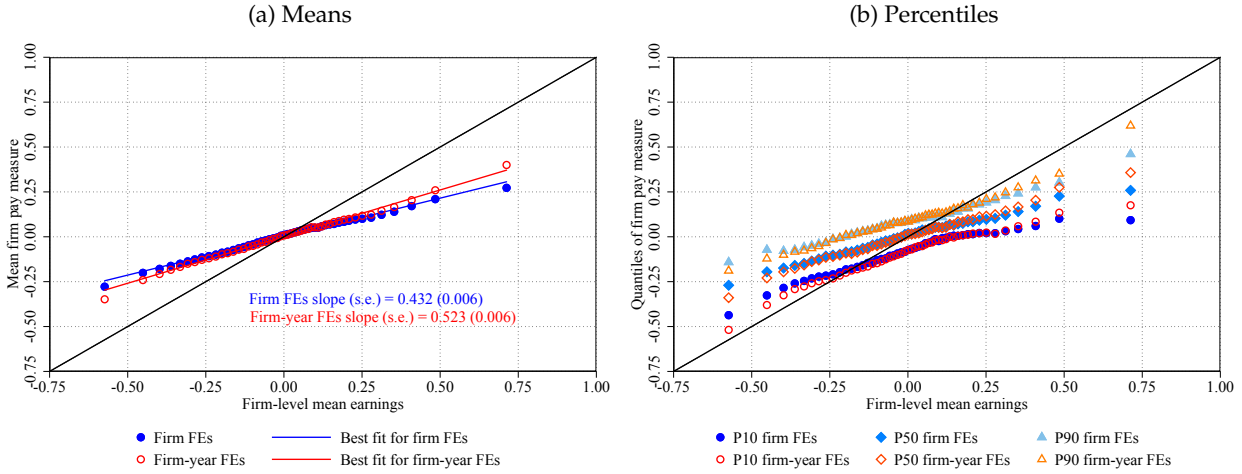 (a) Means
Mean firm pay measure
1.00
0.75
0.50
0.25
0.00
-0.25
-0.50
-0.75
Firm FEs slope (s.e.) = 0.432 (0.006)
Firm-year FEs slope (s.e.) = 0.523 (0.006)
-0.75 -0.50 -0.25 0.00 0.25 0.50 0.75 1.00
Firm-level mean earnings
Firm FEs Best fit for firm FEs
Firm-year FEs Best fit for firm-year FEs
(b) Percentiles
Quantiles of firm pay measure
1.00
0.75
0.50
0.25
0.00
-0.25
-0.50
-0.75
-0.75 -0.50 -0.25 0.00 0.25 0.50 0.75 1.00
Firm-level mean earnings
P10 firm FEs P50 firm FEs P90 firm FEs
P10 firm-year FEs P50 firm-year FEs P90 firm-year FEs